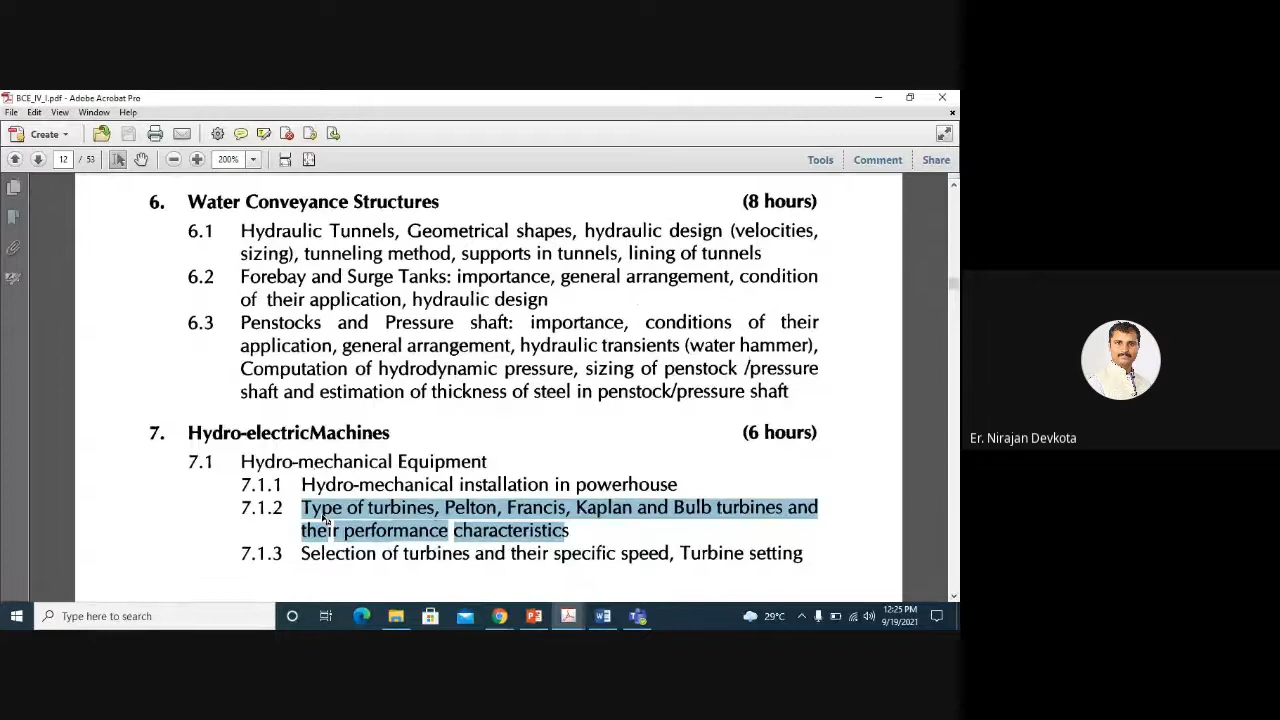 BCE_IV_I.pdf - Adobe Acrobat Pro
File Edit View Window Help
Create
12 / 53 200% Tools Comment Share
6. Water Conveyance Structures (8 hours)
6.1 Hydraulic Tunnels, Geometrical shapes, hydraulic design (velocities,
sizing), tunneling method, supports in tunnels, lining of tunnels
6.2 Forebay and Surge Tanks: importance, general arrangement, condition
of their application, hydraulic design
6.3 Penstocks and Pressure shaft: importance, conditions of their
application, general arrangement, hydraulic transients (water hammer),
Computation of hydrodynamic pressure, sizing of penstock /pressure
shaft and estimation of thickness of steel in penstock/pressure shaft
7. Hydro-electricMachines (6 hours)
7.1 Hydro-mechanical Equipment
7.1.1 Hydro-mechanical installation in powerhouse
7.1.2 Type of turbines, Pelton, Francis, Kaplan and Bulb turbines and
their performance characteristics
7.1.3 Selection of turbines and their specific speed, Turbine setting
Er. Nirajan Devkota
Type here to search
29°C
12:25 PM
9/19/2021